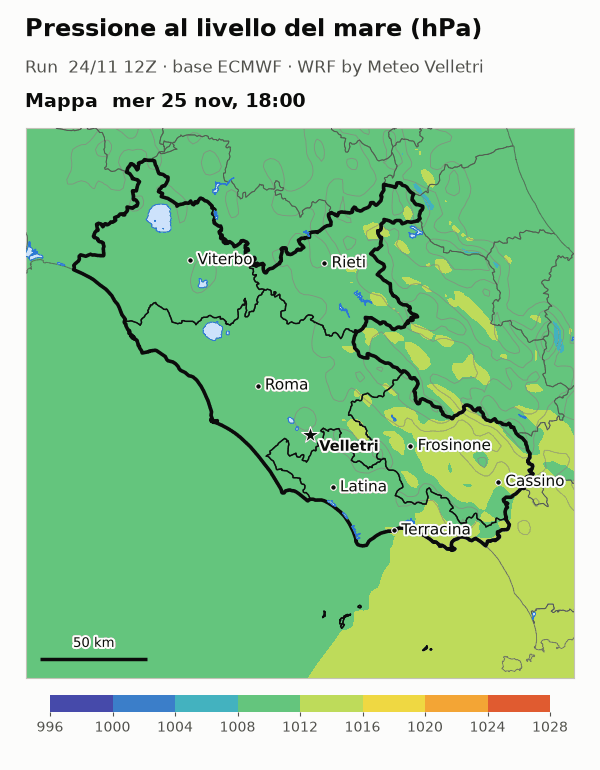 Pressione al livello del mare (hPa)
Run  24/11 12Z · base ECMWF · WRF by Meteo Velletri
Mappa  mer 25 nov, 18:00
Viterbo
Rieti
Roma
Velletri
Frosinone
Latina
Cassino
Terracina
50 km
996 1000 1004 1008 1012 1016 1020 1024 1028